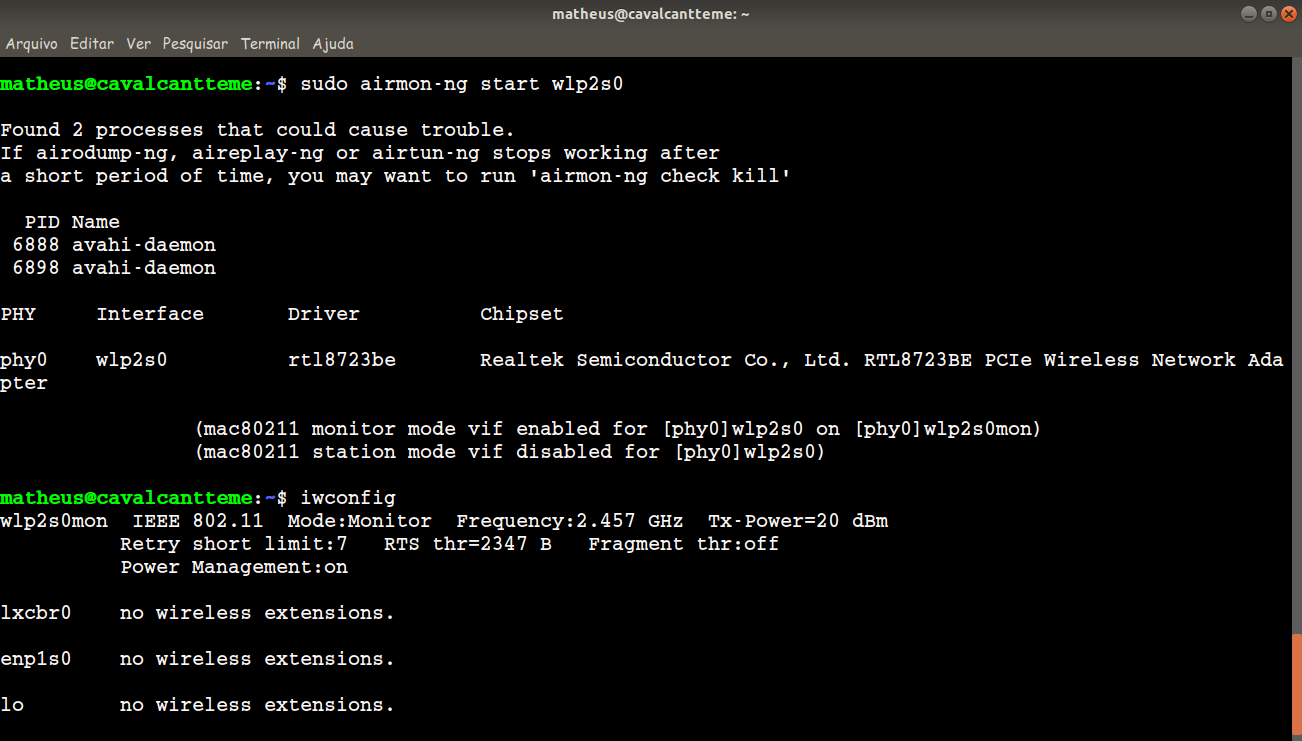 matheus@cavalcantteme: ~
Arquivo Editar Ver Pesquisar Terminal Ajuda
matheus@cavalcantteme:~$ sudo airmon-ng start wlp2s0
Found 2 processes that could cause trouble.
If airodump-ng, aireplay-ng or airtun-ng stops working after
a short period of time, you may want to run 'airmon-ng check kill'
PID Name
6888 avahi-daemon
6898 avahi-daemon
PHY Interface Driver Chipset
phy0 wlp2s0 rtl8723be Realtek Semiconductor Co., Ltd. RTL8723BE PCIe Wireless Network Ada
pter
(mac80211 monitor mode vif enabled for [phy0]wlp2s0 on [phy0]wlp2s0mon)
(mac80211 station mode vif disabled for [phy0]wlp2s0)
matheus@cavalcantteme:~$ iwconfig
wlp2s0mon IEEE 802.11 Mode:Monitor Frequency:2.457 GHz Tx-Power=20 dBm
Retry short limit:7 RTS thr=2347 B Fragment thr:off
Power Management:on
lxcbr0 no wireless extensions.
enp1s0 no wireless extensions.
lo no wireless extensions.